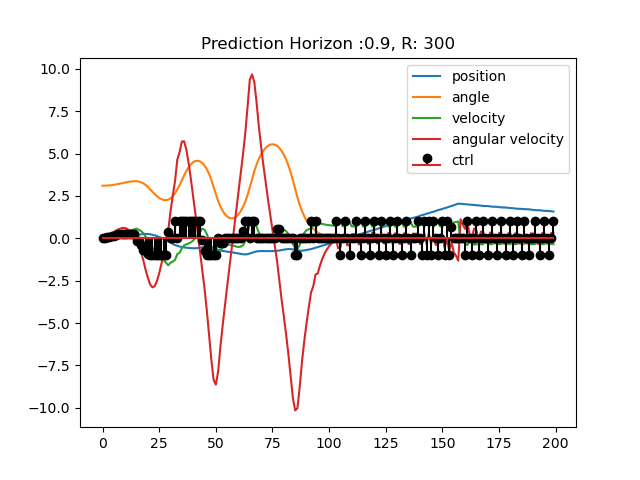 Prediction Horizon :0.9, R: 300
position
angle
velocity
angular velocity
ctrl
10.0
7.5
5.0
2.5
0.0
−2.5
−5.0
−7.5
−10.0
0 25 50 75 100 125 150 175 200